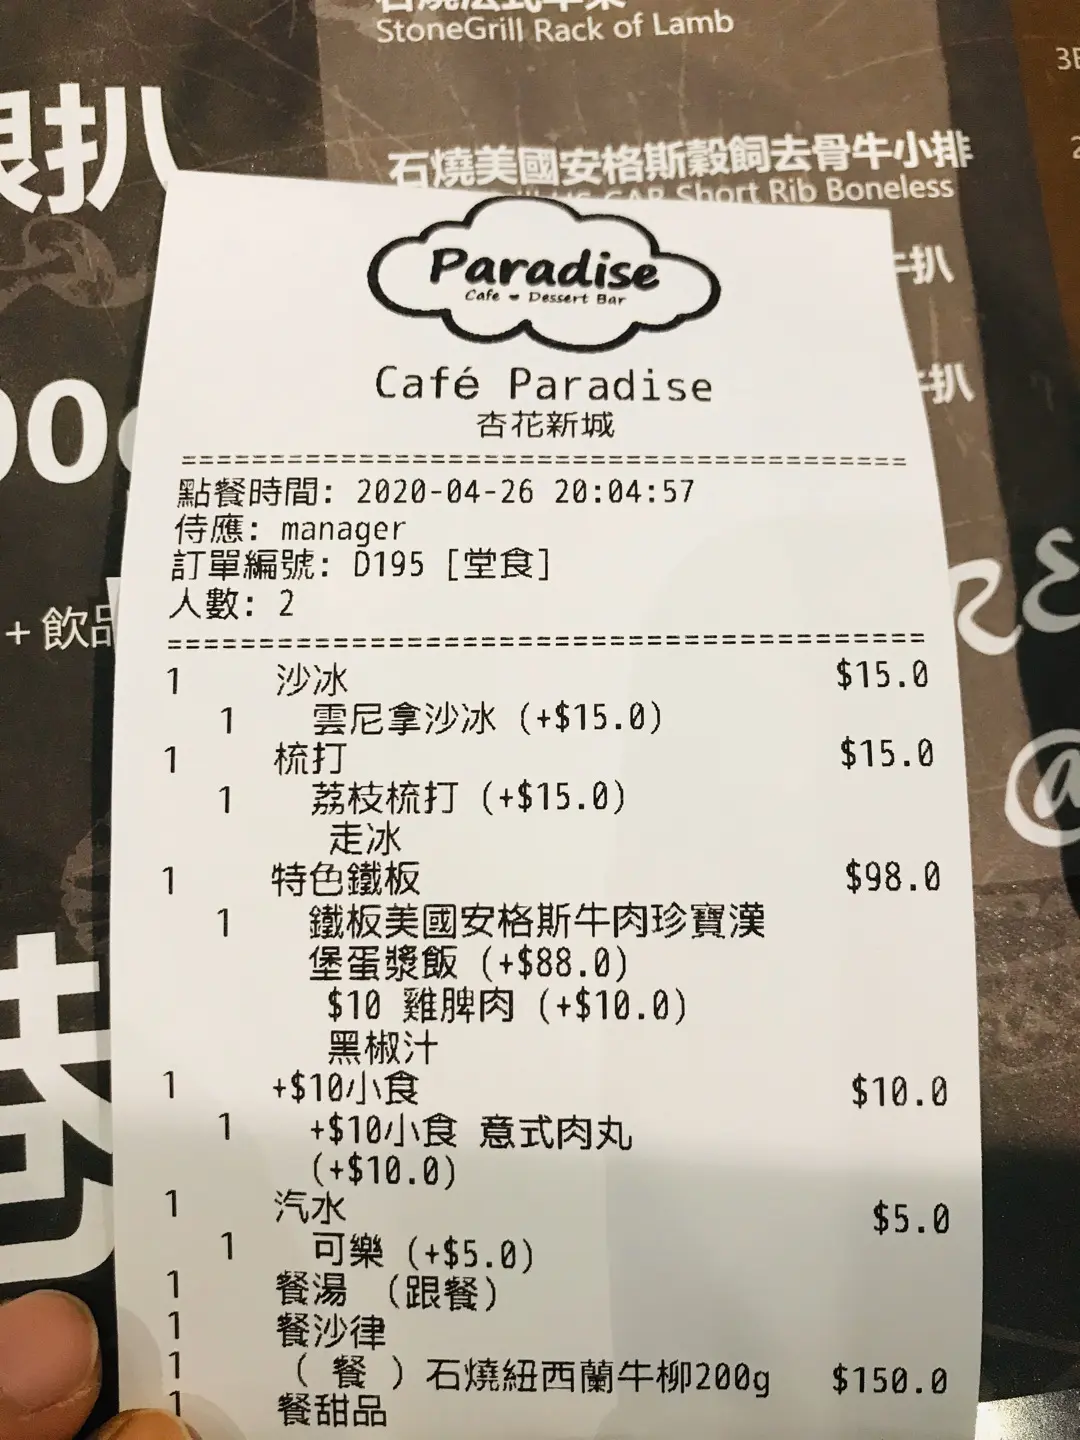 StoneGrill Rack of Lamb
石燒美國安格斯穀飼去骨牛小排
Short Rib Boneless
扒
牛扒
扒
+ 飲品
@
Paradise
Cafe Dessert Bar
Café Paradise
杏花新城
點餐時間: 2020-04-26 20:04:57
侍應: manager
訂單編號: D195 [堂食]
人數: 2
1 沙冰 $15.0
1 雲尼拿沙冰 (+$15.0)
1 梳打 $15.0
1 荔枝梳打 (+$15.0)
走冰
1 特色鐵板 $98.0
1 鐵板美國安格斯牛肉珍寶漢
堡蛋漿飯 (+$88.0)
$10 雞脾肉 (+$10.0)
黑椒汁
1 +$10小食 $10.0
1 +$10小食 意式肉丸
(+$10.0)
1 汽水 $5.0
1 可樂 (+$5.0)
1 餐湯 (跟餐)
1 餐沙律
1 ( 餐 ) 石燒紐西蘭牛柳200g $150.0
1 餐甜品